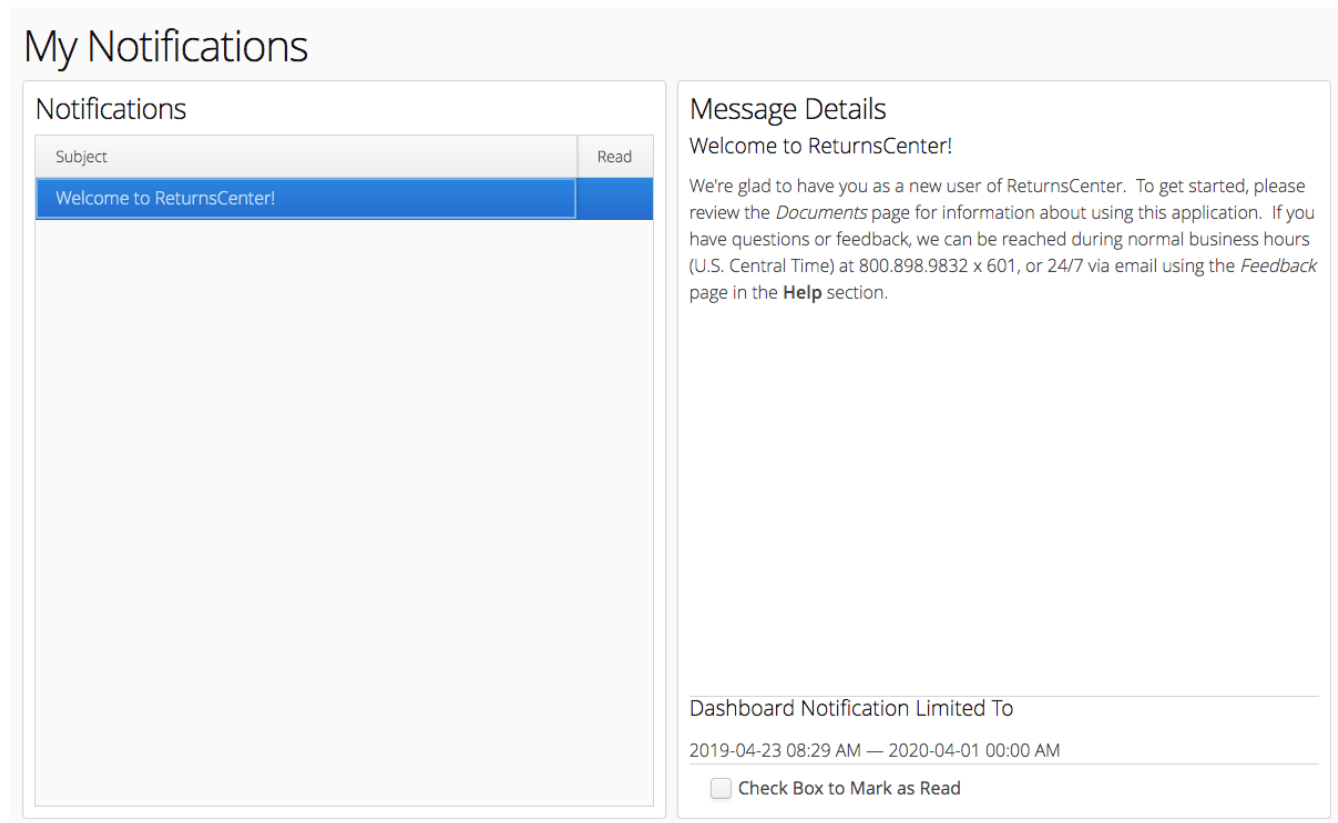 My Notifications
Notifications
Subject
Read
Welcome to ReturnsCenter!
Message Details
Welcome to ReturnsCenter!
We're glad to have you as a new user of ReturnsCenter.  To get started, please
review the Documents page for information about using this application.  If you
have questions or feedback, we can be reached during normal business hours
(U.S. Central Time) at 800.898.9832 x 601, or 24/7 via email using the Feedback
page in the Help section.
Dashboard Notification Limited To
2019-04-23 08:29 AM — 2020-04-01 00:00 AM
Check Box to Mark as Read